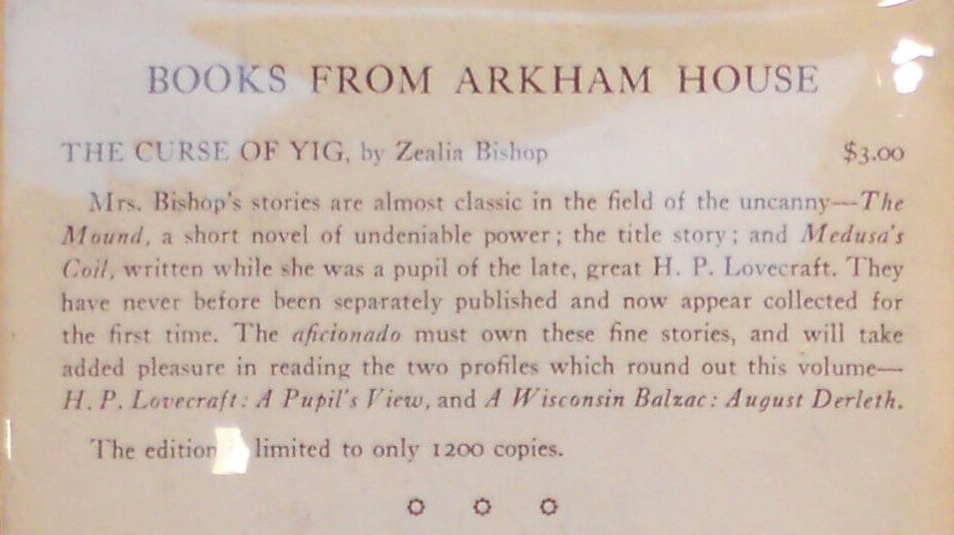 BOOKS FROM ARKHAM HOUSE
THE CURSE OF YIG, by Zealia Bishop $3.00
Mrs. Bishop's stories are almost classic in the field of the uncanny—The
Mound, a short novel of undeniable power; the title story; and Medusa's
Coil, written while she was a pupil of the late, great H. P. Lovecraft. They
have never before been separately published and now appear collected for
the first time. The aficionado must own these fine stories, and will take
added pleasure in reading the two profiles which round out this volume—
H. P. Lovecraft: A Pupil's View, and A Wisconsin Balzac: August Derleth.
The edition limited to only 1200 copies.